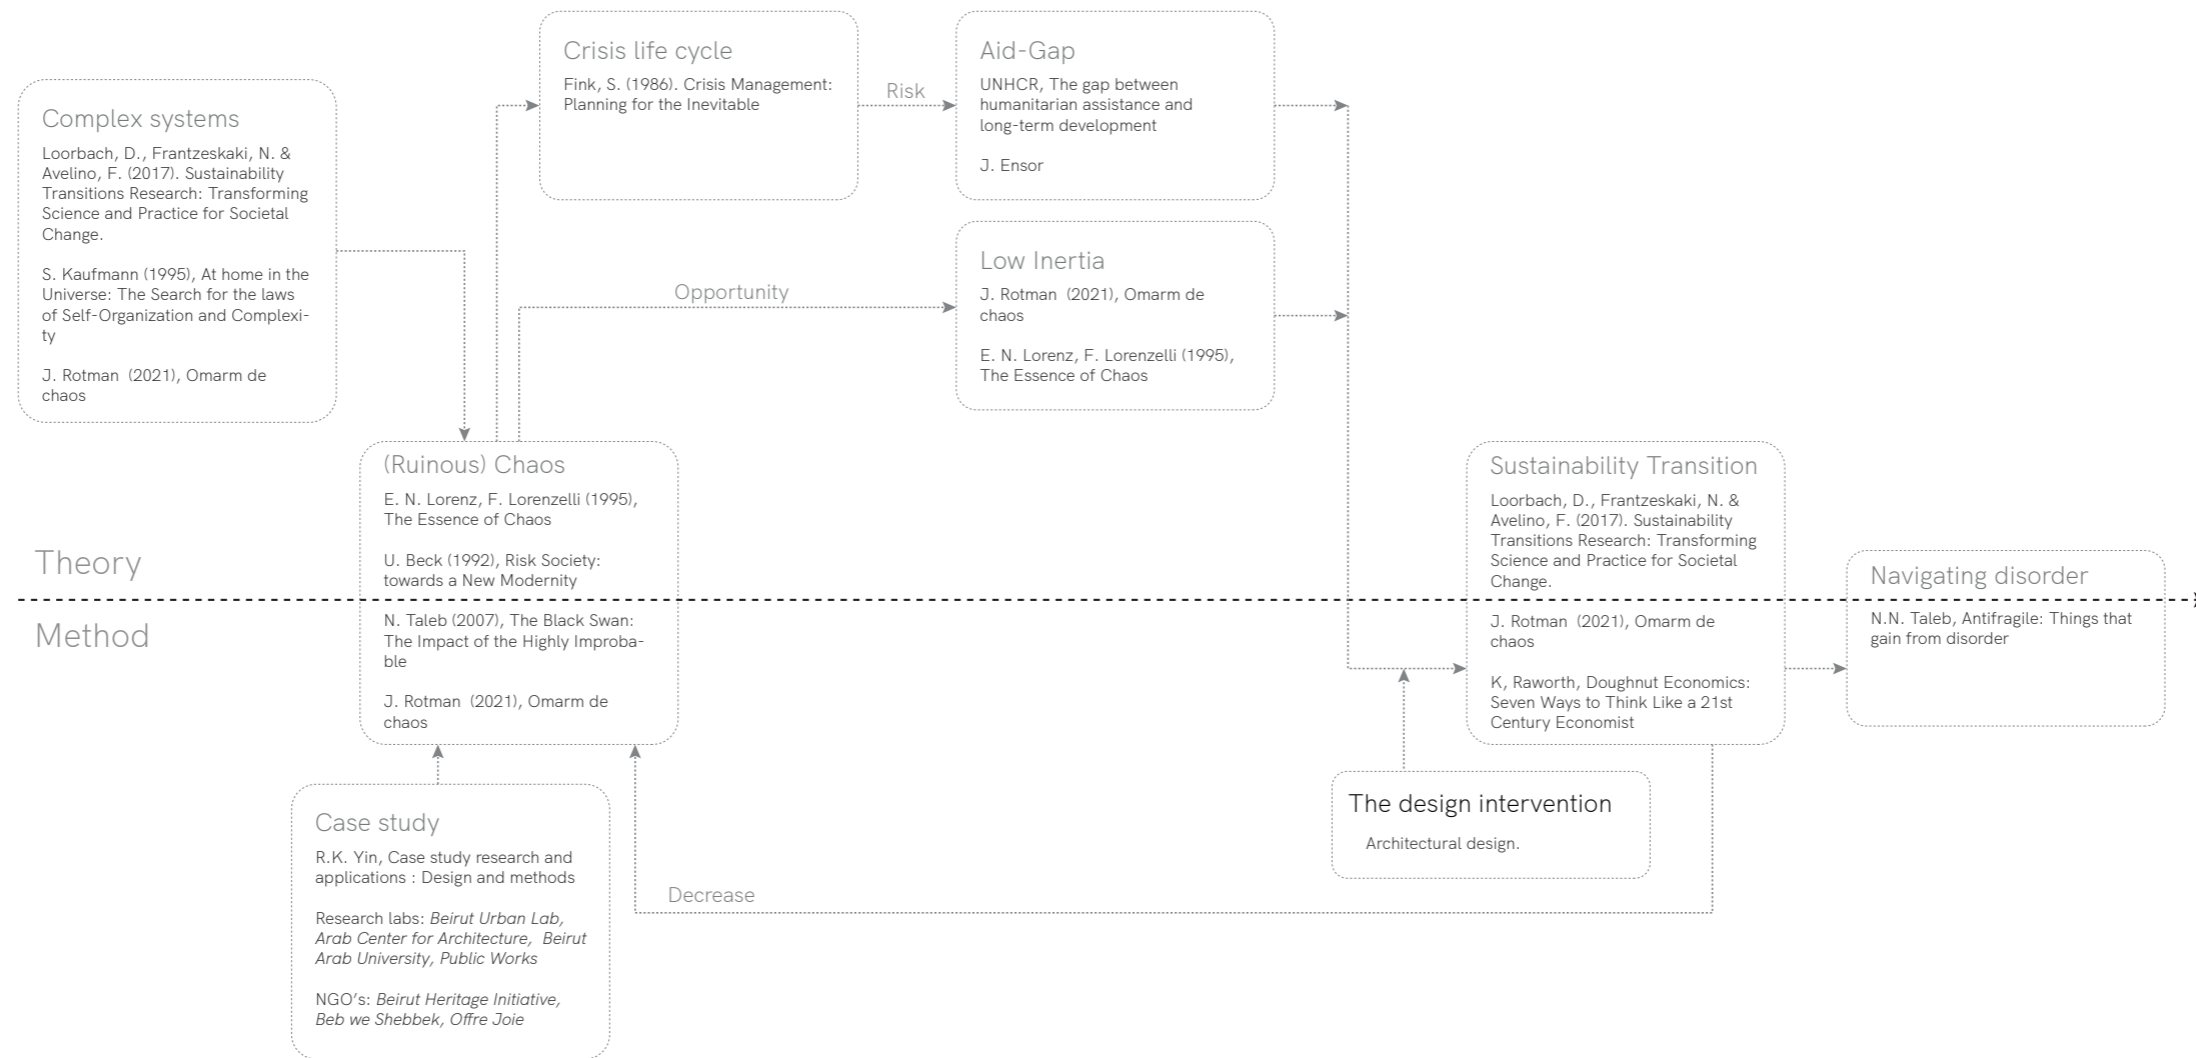 Complex systems
Loorbach, D., Frantzeskaki, N. &
Avelino, F. (2017). Sustainability
Transitions Research: Transforming
Science and Practice for Societal
Change.
S. Kaufmann (1995), At home in the
Universe: The Search for the laws
of Self-Organization and Complexi-
ty
J. Rotman (2021), Omarm de
chaos
Crisis life cycle
Fink, S. (1986). Crisis Management:
Planning for the Inevitable
Risk
Aid-Gap
UNHCR, The gap between
humanitarian assistance and
long-term development
J. Ensor
Opportunity
Low Inertia
J. Rotman (2021), Omarm de
chaos
E. N. Lorenz, F. Lorenzelli (1995),
The Essence of Chaos
Theory
Method
(Ruinous) Chaos
E. N. Lorenz, F. Lorenzelli (1995),
The Essence of Chaos
U. Beck (1992), Risk Society:
towards a New Modernity
N. Taleb (2007), The Black Swan:
The Impact of the Highly Improba-
ble
J. Rotman (2021), Omarm de
chaos
Sustainability Transition
Loorbach, D., Frantzeskaki, N. &
Avelino, F. (2017). Sustainability
Transitions Research: Transforming
Science and Practice for Societal
Change.
J. Rotman (2021), Omarm de
chaos
K, Raworth, Doughnut Economics:
Seven Ways to Think Like a 21st
Century Economist
Navigating disorder
N.N. Taleb, Antifragile: Things that
gain from disorder
The design intervention
Architectural design.
Case study
R.K. Yin, Case study research and
applications : Design and methods
Research labs: Beirut Urban Lab,
Arab Center for Architecture, Beirut
Arab University, Public Works
NGO's: Beirut Heritage Initiative,
Beb we Shebbek, Offre Joie
Decrease